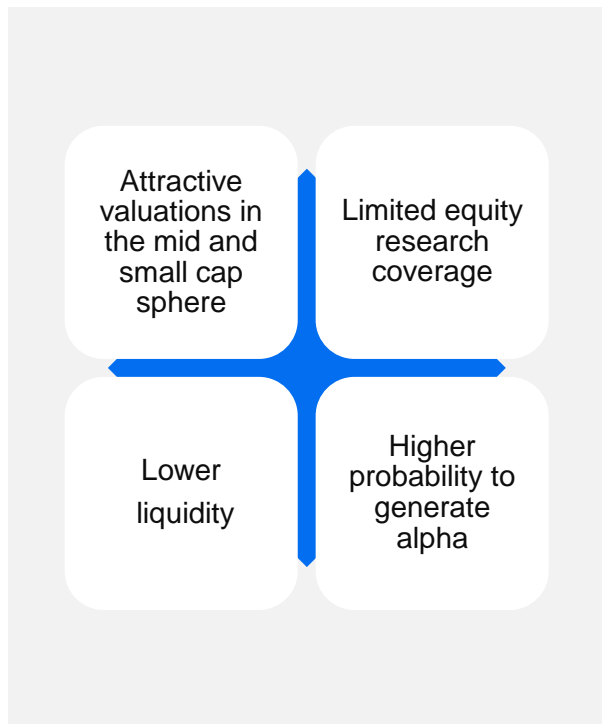 Attractive
valuations in
the mid and
small cap
sphere
Limited equity
research
coverage
Lower
liquidity
Higher
probability to
generate
alpha